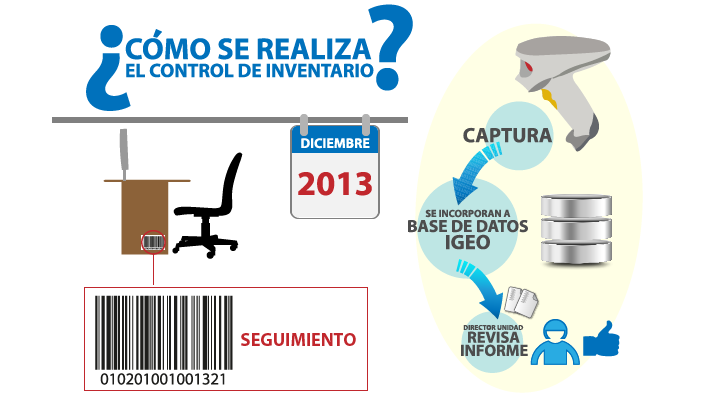 ¿CÓMO SE REALIZA
EL CONTROL DE INVENTARIO?
DICIEMBRE
2013
SEGUIMIENTO
010201001001321
CAPTURA
SE INCORPORAN A
BASE DE DATOS
IGEO
DIRECTOR UNIDAD
REVISA
INFORME